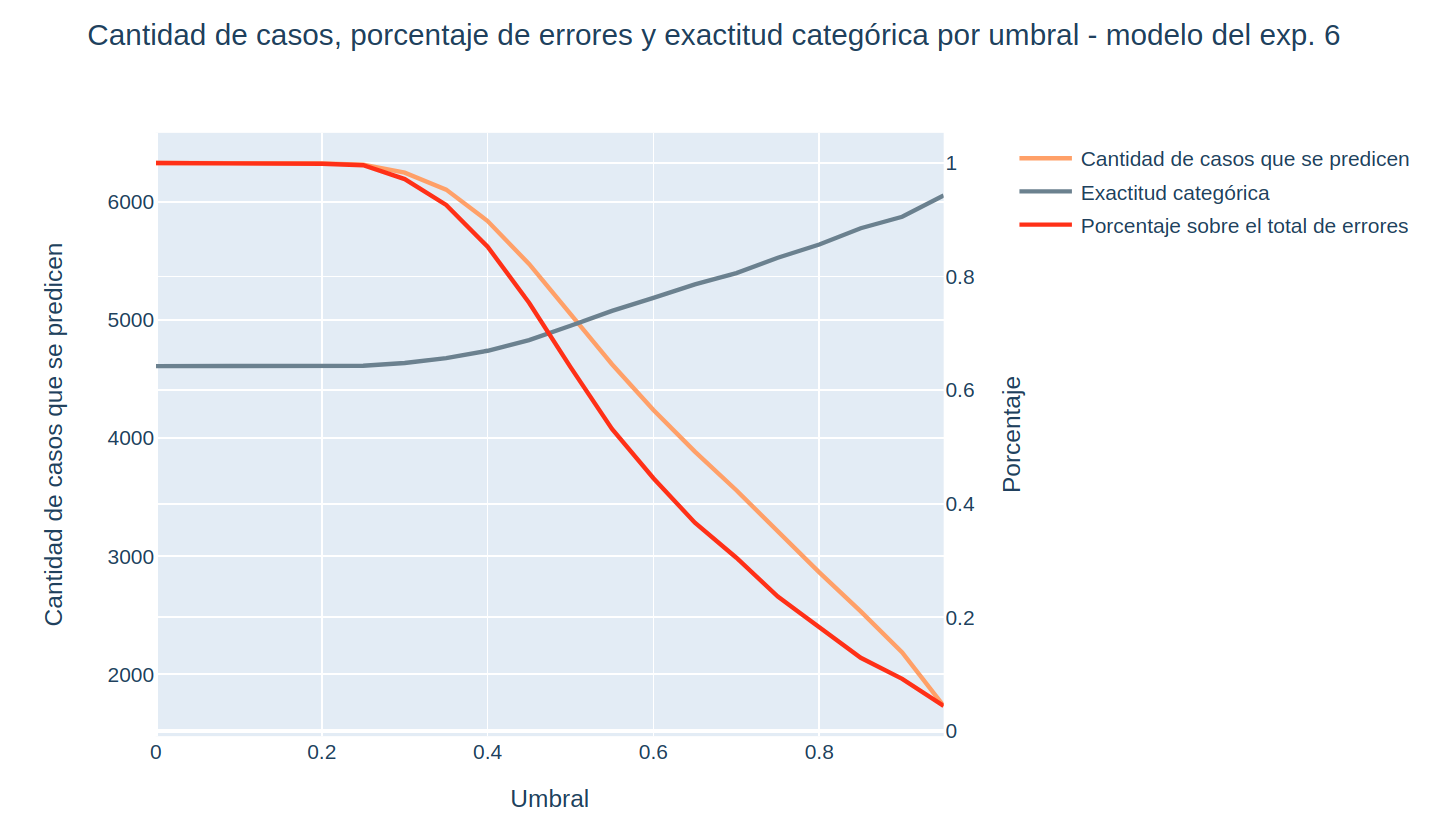 Cantidad de casos, porcentaje de errores y exactitud categórica por umbral - modelo del exp. 6
Cantidad de casos que se predicen
Exactitud categórica
Porcentaje sobre el total de errores
Cantidad de casos que se predicen
6000
5000
4000
3000
2000
1
0.8
0.6
0.4
0.2
0
Porcentaje
0
0.2
0.4
0.6
0.8
Umbral